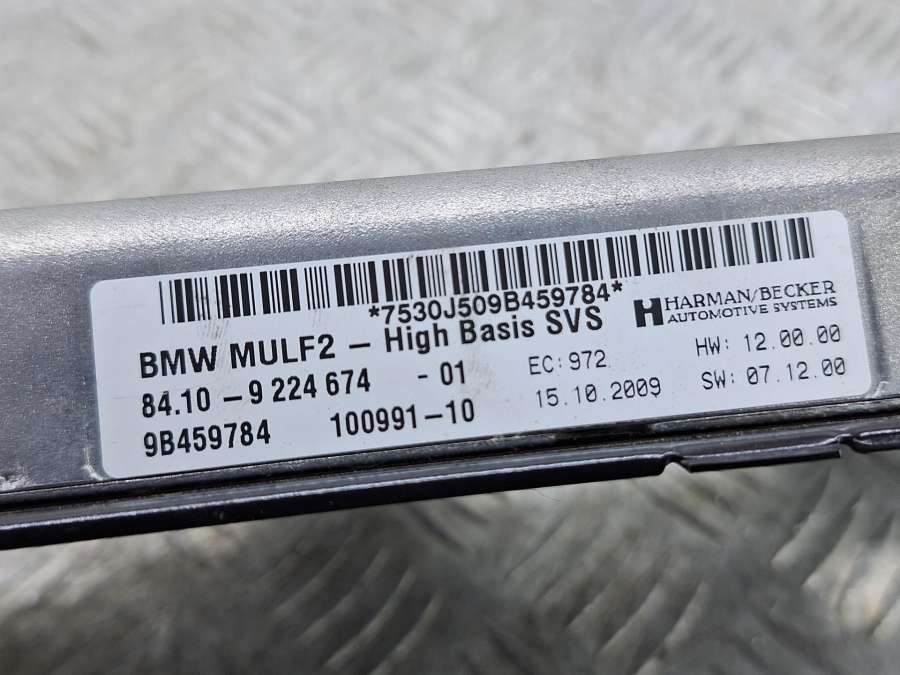 *7530J509B459784*
HARMAN/BECKER
AUTOMOTIVE SYSTEMS
BMW MULF2 – High Basis SVS
84.10 – 9 224 674 - 01 EC: 972 HW: 12.00.00
9B459784 100991-10 15.10.2009 SW: 07.12.00